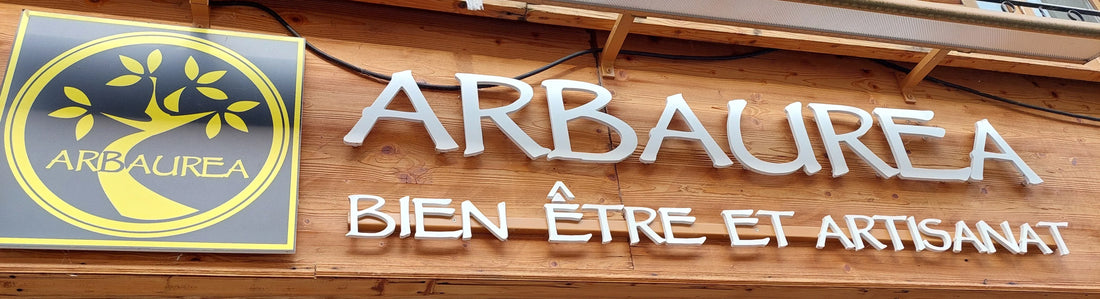 ARBAUREA
ARBAUREA
BIEN ÊTRE ET ARTISANAT